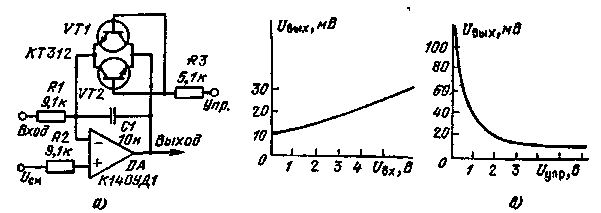 VT1
КТ312
VT2
R3
5,1к
Упр.
R1
9,1к
Вход
R2
9,1к
Uсм
C1
10н
Выход
DA
К140УД1
а)
Uвых, мВ
30
20
10
0
1 2 3 4 Uвх, В
Uвых, мВ
100
80
60
40
20
0
1 2 3 Uупр, В
в)